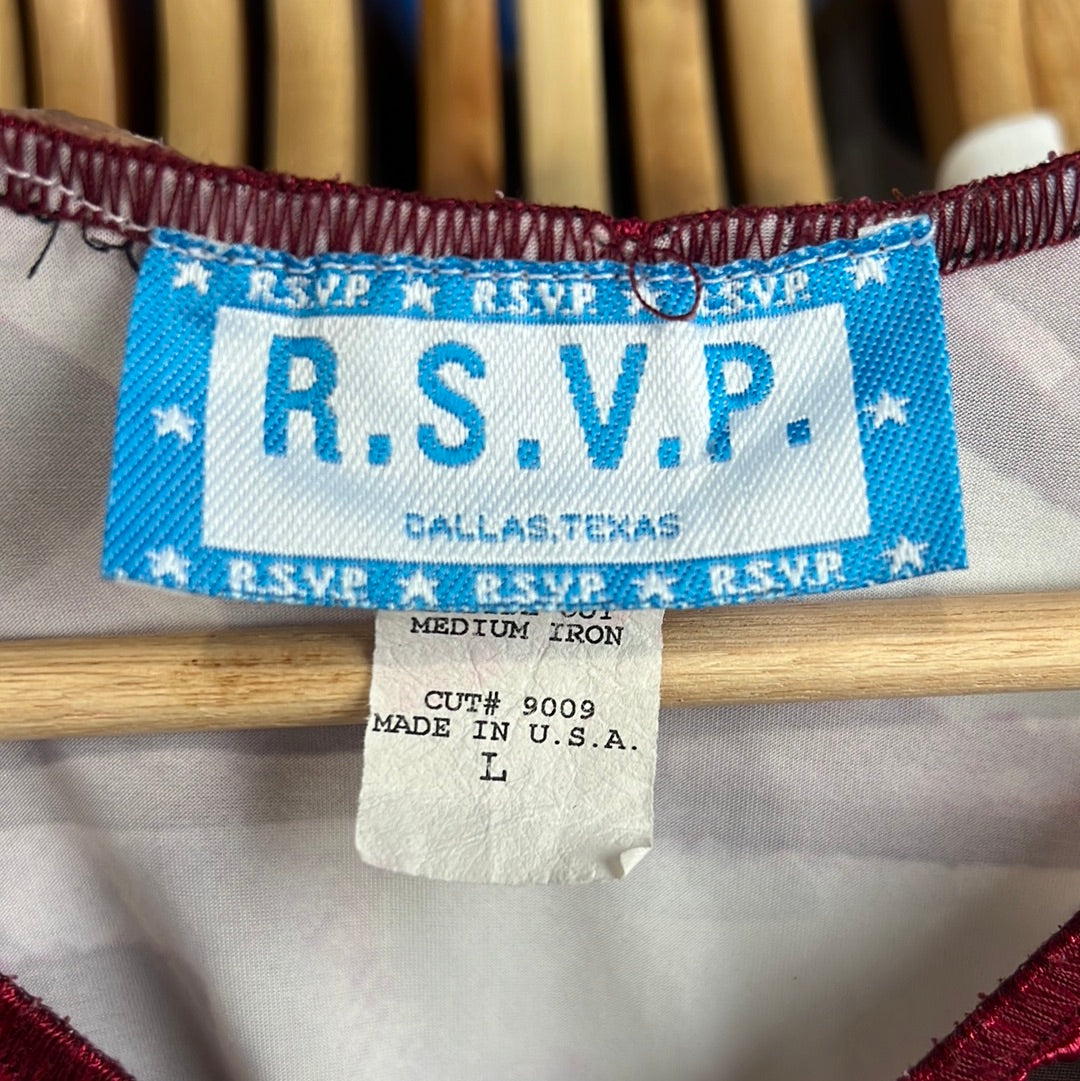 R.S.V.P. R.S.V.P. R.S.V.P.
R.S.V.P.
DALLAS, TEXAS
R.S.V.P. R.S.V.P. R.S.V.P.
MEDIUM IRON
CUT# 9009
MADE IN U.S.A.
L